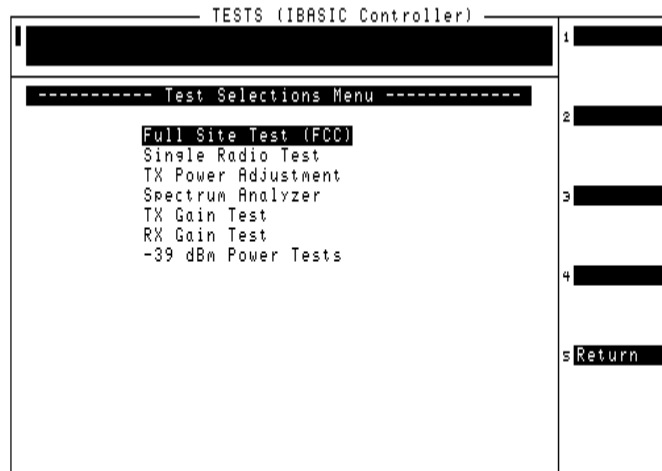 TESTS (IBASIC Controller)
1
----------- Test Selections Menu -------------
2
Full Site Test (FCC)
Single Radio Test
TX Power Adjustment
Spectrum Analyzer
3
TX Gain Test
RX Gain Test
-39 dBm Power Tests
4
5 Return